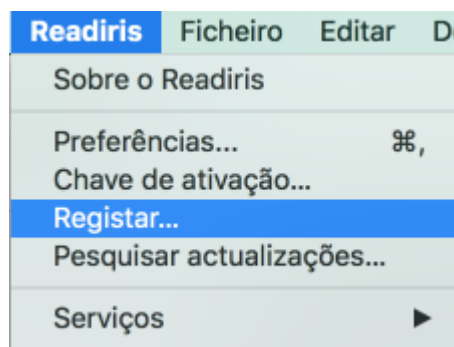 Readiris Ficheiro Editar
Sobre o Readiris
Preferências... ⌘,
Chave de ativação...
Registar...
Pesquisar actualizações...
Serviços ▶